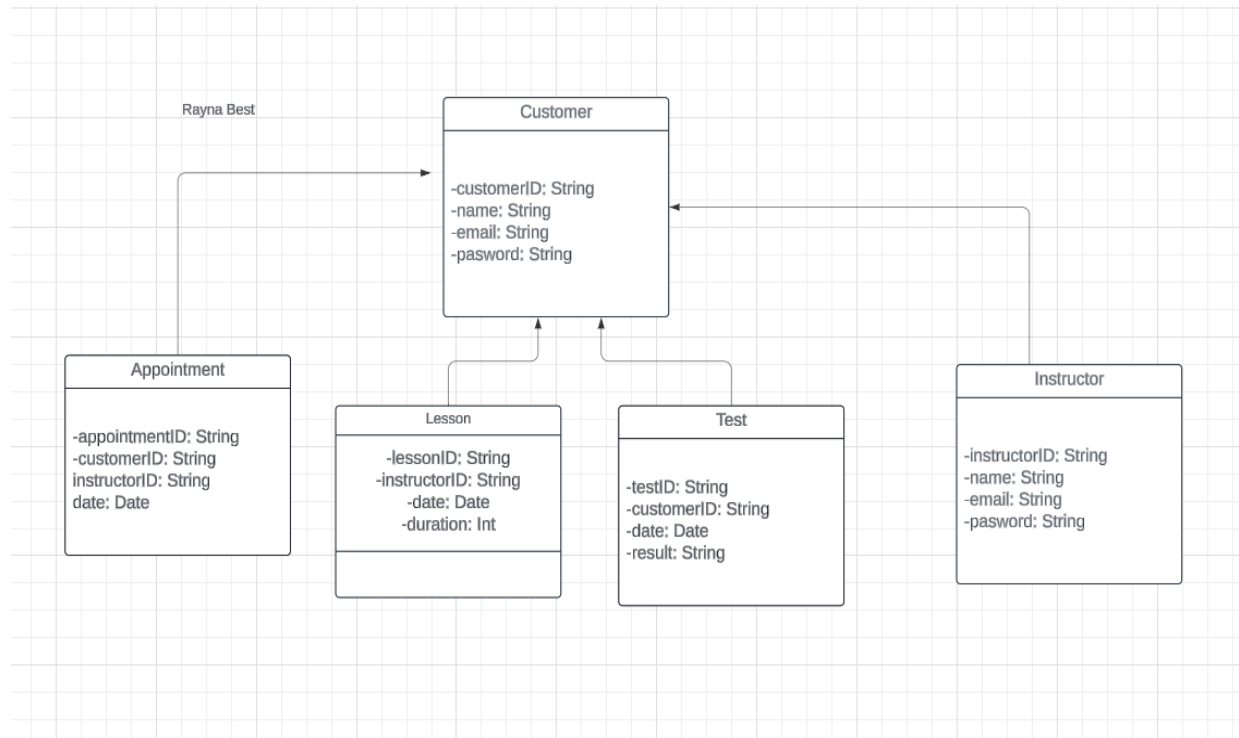 Rayna Best
Customer
-customerID: String
-name: String
-email: String
-pasword: String
Appointment
-appointmentID: String
-customerID: String
instructorID: String
date: Date
Lesson
-lessonID: String
-instructorID: String
-date: Date
-duration: Int
Test
-testID: String
-customerID: String
-date: Date
-result: String
Instructor
-instructorID: String
-name: String
-email: String
-pasword: String